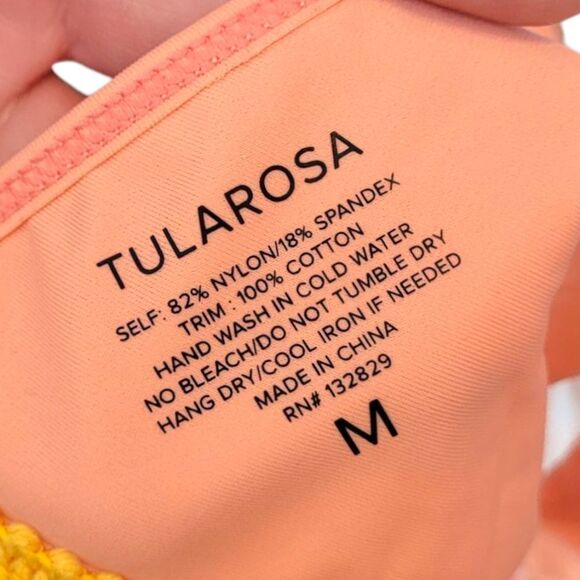 TULAROSA
SELF: 82% NYLON/18% SPANDEX
TRIM : 100% COTTON
HAND WASH IN COLD WATER
NO BLEACH/DO NOT TUMBLE DRY
HANG DRY/COOL IRON IF NEEDED
MADE IN CHINA
RN# 132829
M